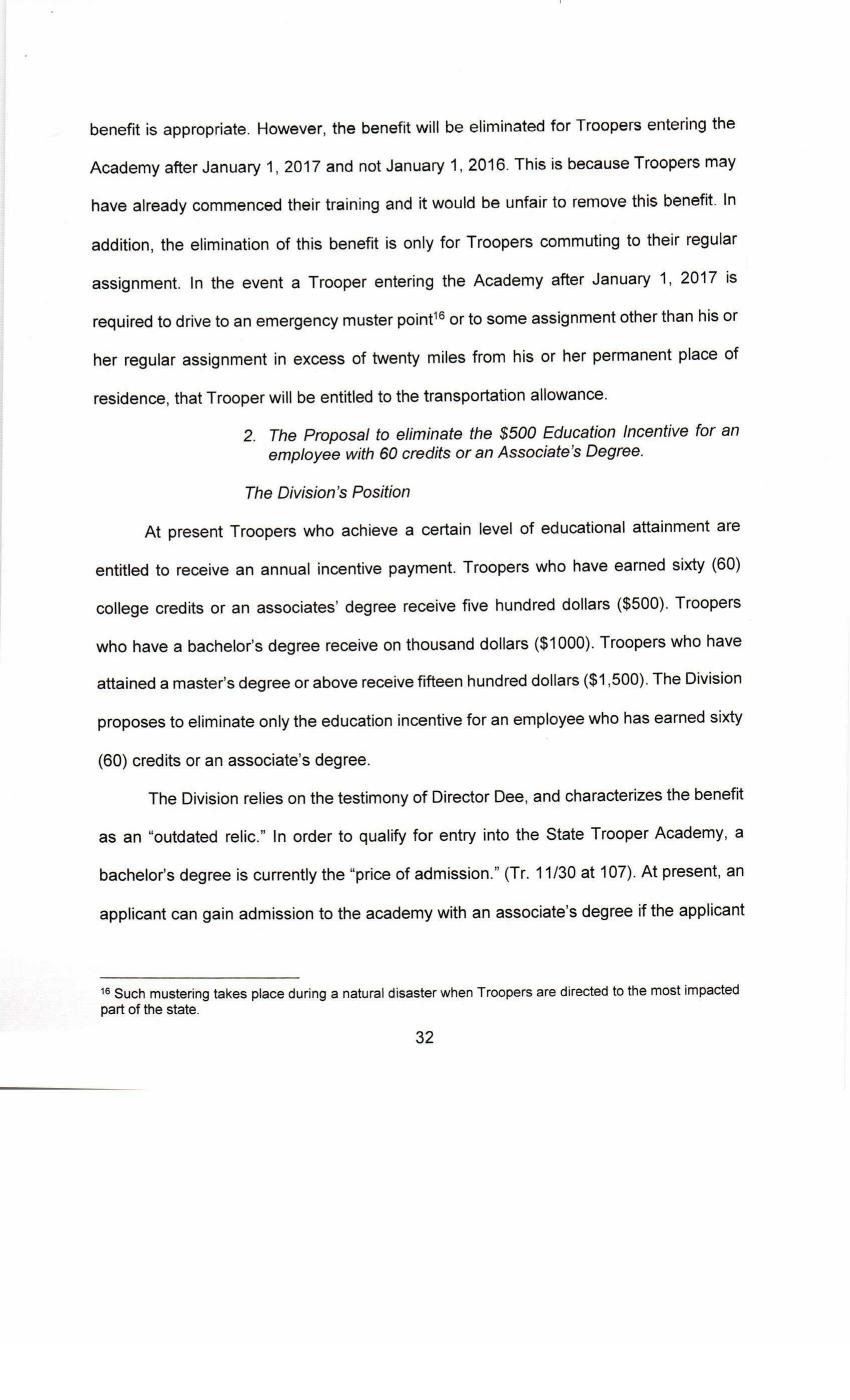 benefit is appropriate. However, the benefit will be eliminated for Troopers entering the
Academy after January 1, 2017 and not January 1, 2016. This is because Troopers may
have already commenced their training and it would be unfair to remove this benefit. In
addition, the elimination of this benefit is only for Troopers commuting to their regular
assignment. In the event a Trooper entering the Academy after January 1, 2017 is
required to drive to an emergency muster point16 or to some assignment other than his or
her regular assignment in excess of twenty miles from his or her permanent place of
residence, that Trooper will be entitled to the transportation allowance.
2. The Proposal to eliminate the $500 Education Incentive for an
employee with 60 credits or an Associate's Degree.
The Division's Position
At present Troopers who achieve a certain level of educational attainment are
entitled to receive an annual incentive payment. Troopers who have earned sixty (60)
college credits or an associates' degree receive five hundred dollars ($500). Troopers
who have a bachelor's degree receive on thousand dollars ($1000). Troopers who have
attained a master's degree or above receive fifteen hundred dollars ($1,500). The Division
proposes to eliminate only the education incentive for an employee who has earned sixty
(60) credits or an associate's degree.
The Division relies on the testimony of Director Dee, and characterizes the benefit
as an "outdated relic." In order to qualify for entry into the State Trooper Academy, a
bachelor's degree is currently the "price of admission." (Tr. 11/30 at 107). At present, an
applicant can gain admission to the academy with an associate's degree if the applicant
16 Such mustering takes place during a natural disaster when Troopers are directed to the most impacted
part of the state.
32